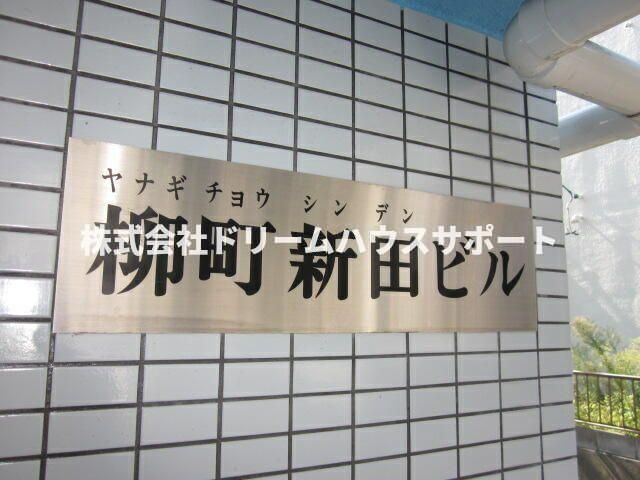 ヤナギ チョウ シン デン
柳町 新田ビル
株式会社ドリームハウスサポート